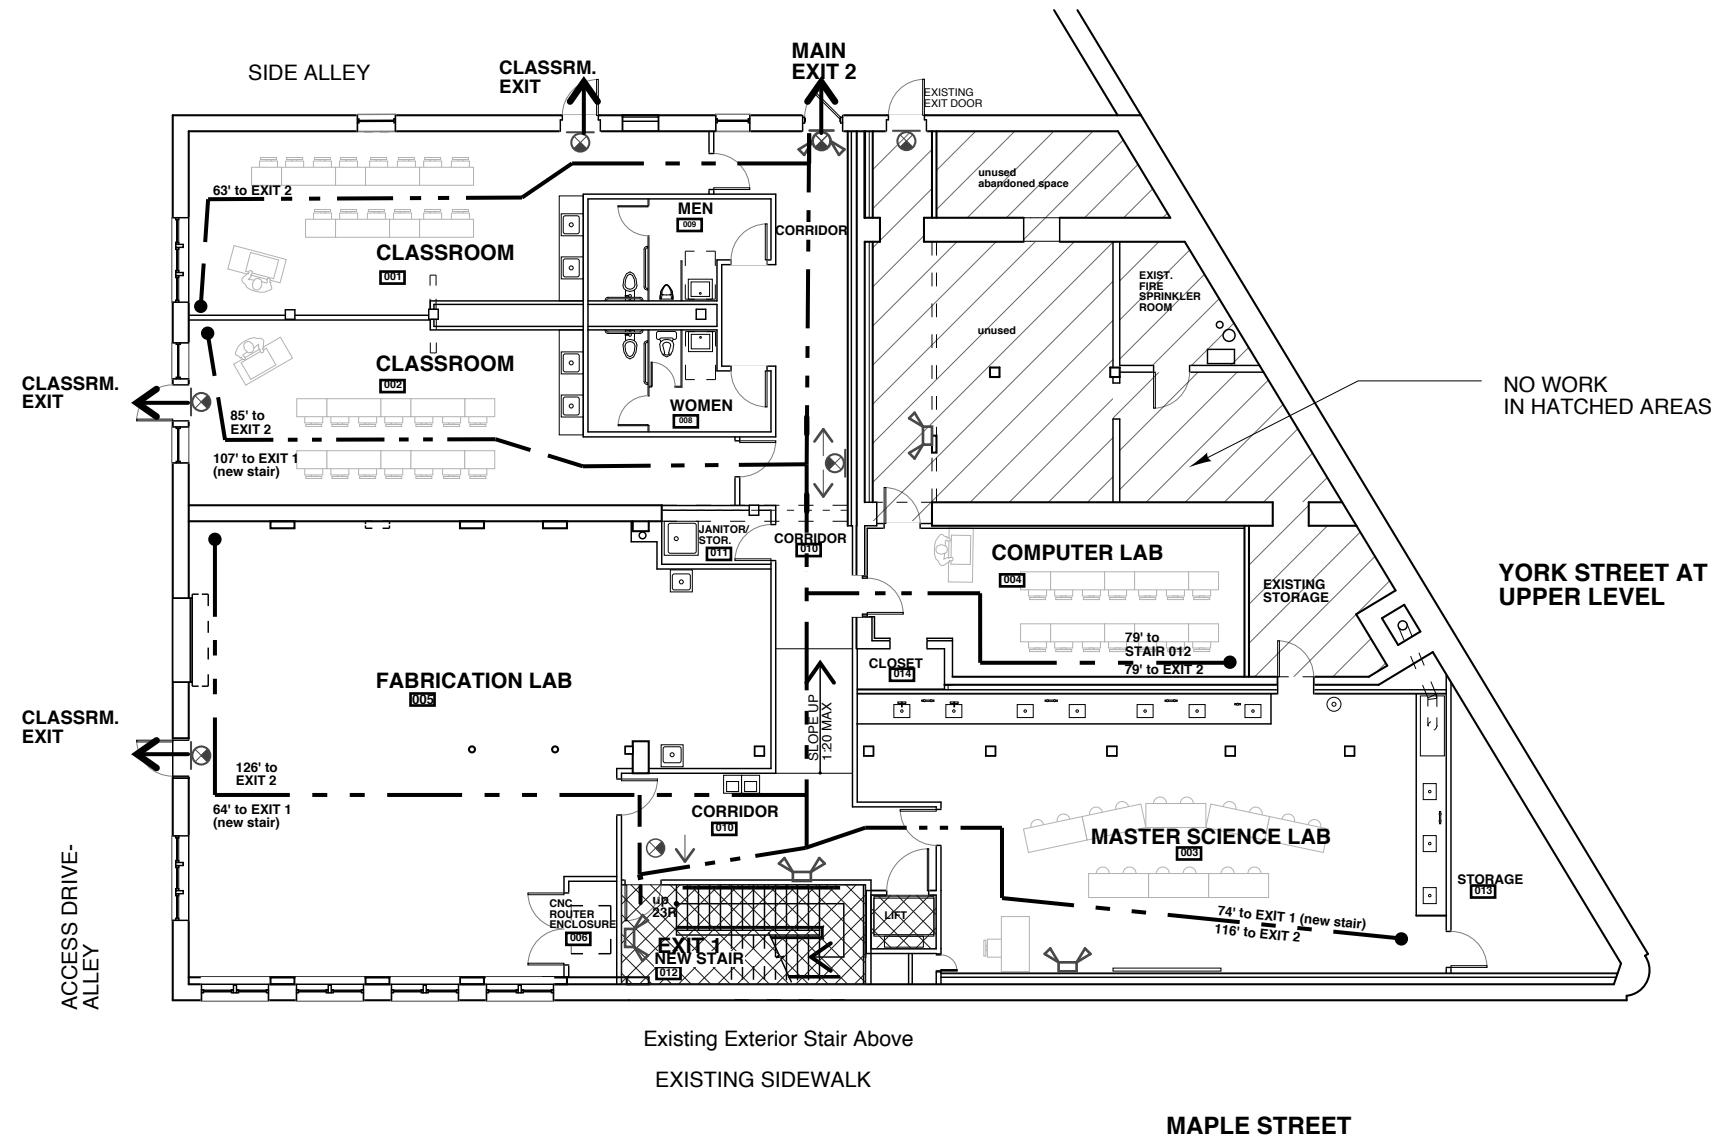 SIDE ALLEY
CLASSRM.
EXIT
MAIN
EXIT 2
EXISTING
EXIT DOOR
unused
abandoned space
63' to EXIT 2
MEN
009
CORRIDOR
CLASSROOM
001
EXIST.
FIRE
SPRINKLER
ROOM
unused
CLASSROOM
002
CLASSRM.
EXIT
NO WORK
IN HATCHED AREAS
WOMEN
008
85' to
EXIT 2
107' to EXIT 1
(new stair)
JANITOR/
STOR.
011
CORRIDOR
010
COMPUTER LAB
004
EXISTING
STORAGE
YORK STREET AT
UPPER LEVEL
79' to
STAIR 012
79' to EXIT 2
CLOSET
014
FABRICATION LAB
005
SLOPE UP
1:20 MAX
CLASSRM.
EXIT
126' to
EXIT 2
64' to EXIT 1
(new stair)
CORRIDOR
010
MASTER SCIENCE LAB
003
STORAGE
013
ACCESS DRIVE-
ALLEY
CNC
ROUTER
ENCLOSURE
006
up
23R
LIFT
EXIT 1
NEW STAIR
012
74' to EXIT 1 (new stair)
116' to EXIT 2
Existing Exterior Stair Above
EXISTING SIDEWALK
MAPLE STREET